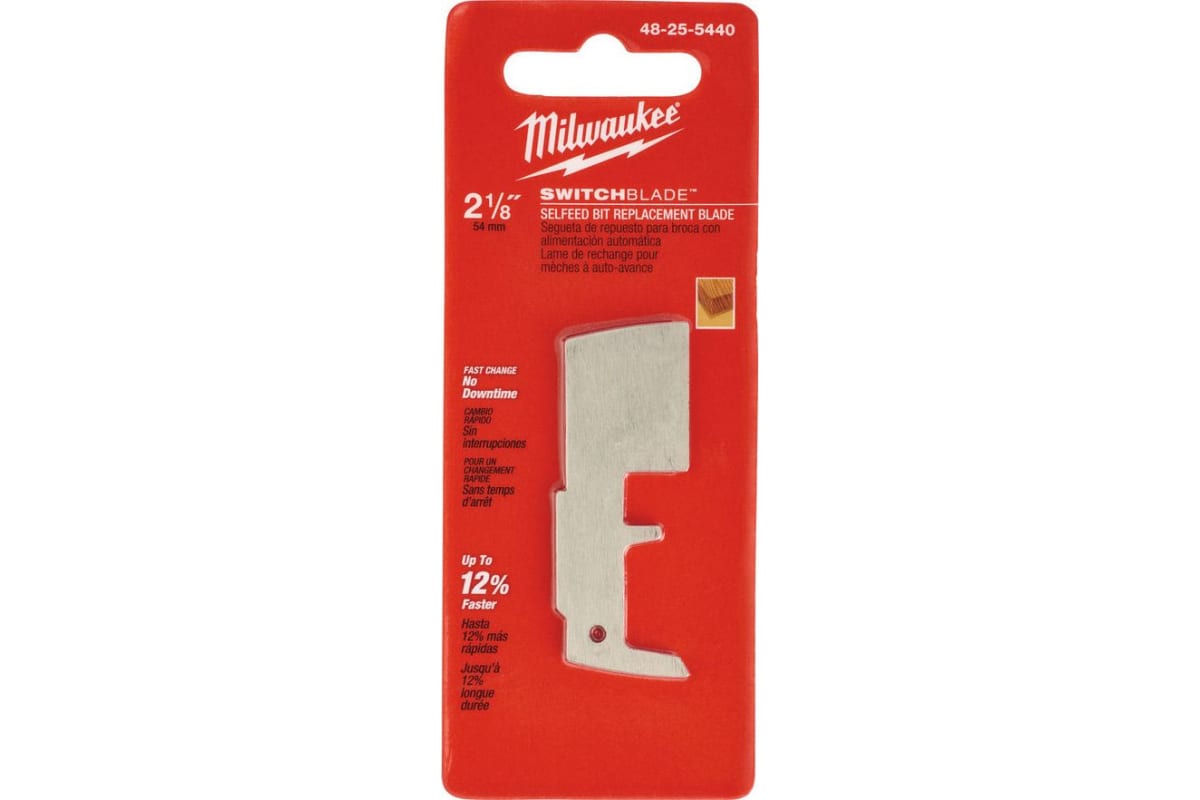 48-25-5440
Milwaukee®
2 1/8"
54 mm
SWITCHBLADE™
SELFEED BIT REPLACEMENT BLADE
Segueta de repuesto para broca con
alimentación automática
Lame de rechange pour
mèches à auto-avance
FAST CHANGE
No
Downtime
CAMBIO
RÁPIDO
Sin
interrupciones
POUR UN
CHANGEMENT
RAPIDE
Sans temps
d'arrêt
Up To
12%
Faster
Hasta
12% más
rápidas
Jusqu'à
12%
longue
durée